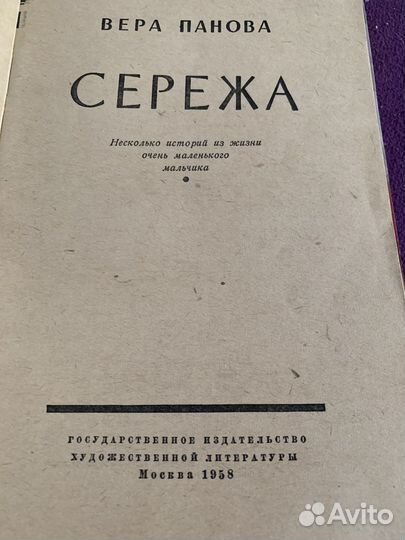 ВЕРА ПАНОВА
СЕРЕЖА
Несколько историй из жизни
очень маленького
мальчика
ГОСУДАРСТВЕННОЕ ИЗДАТЕЛЬСТВО
ХУДОЖЕСТВЕННОЙ ЛИТЕРАТУРЫ
Москва 1958
Avito